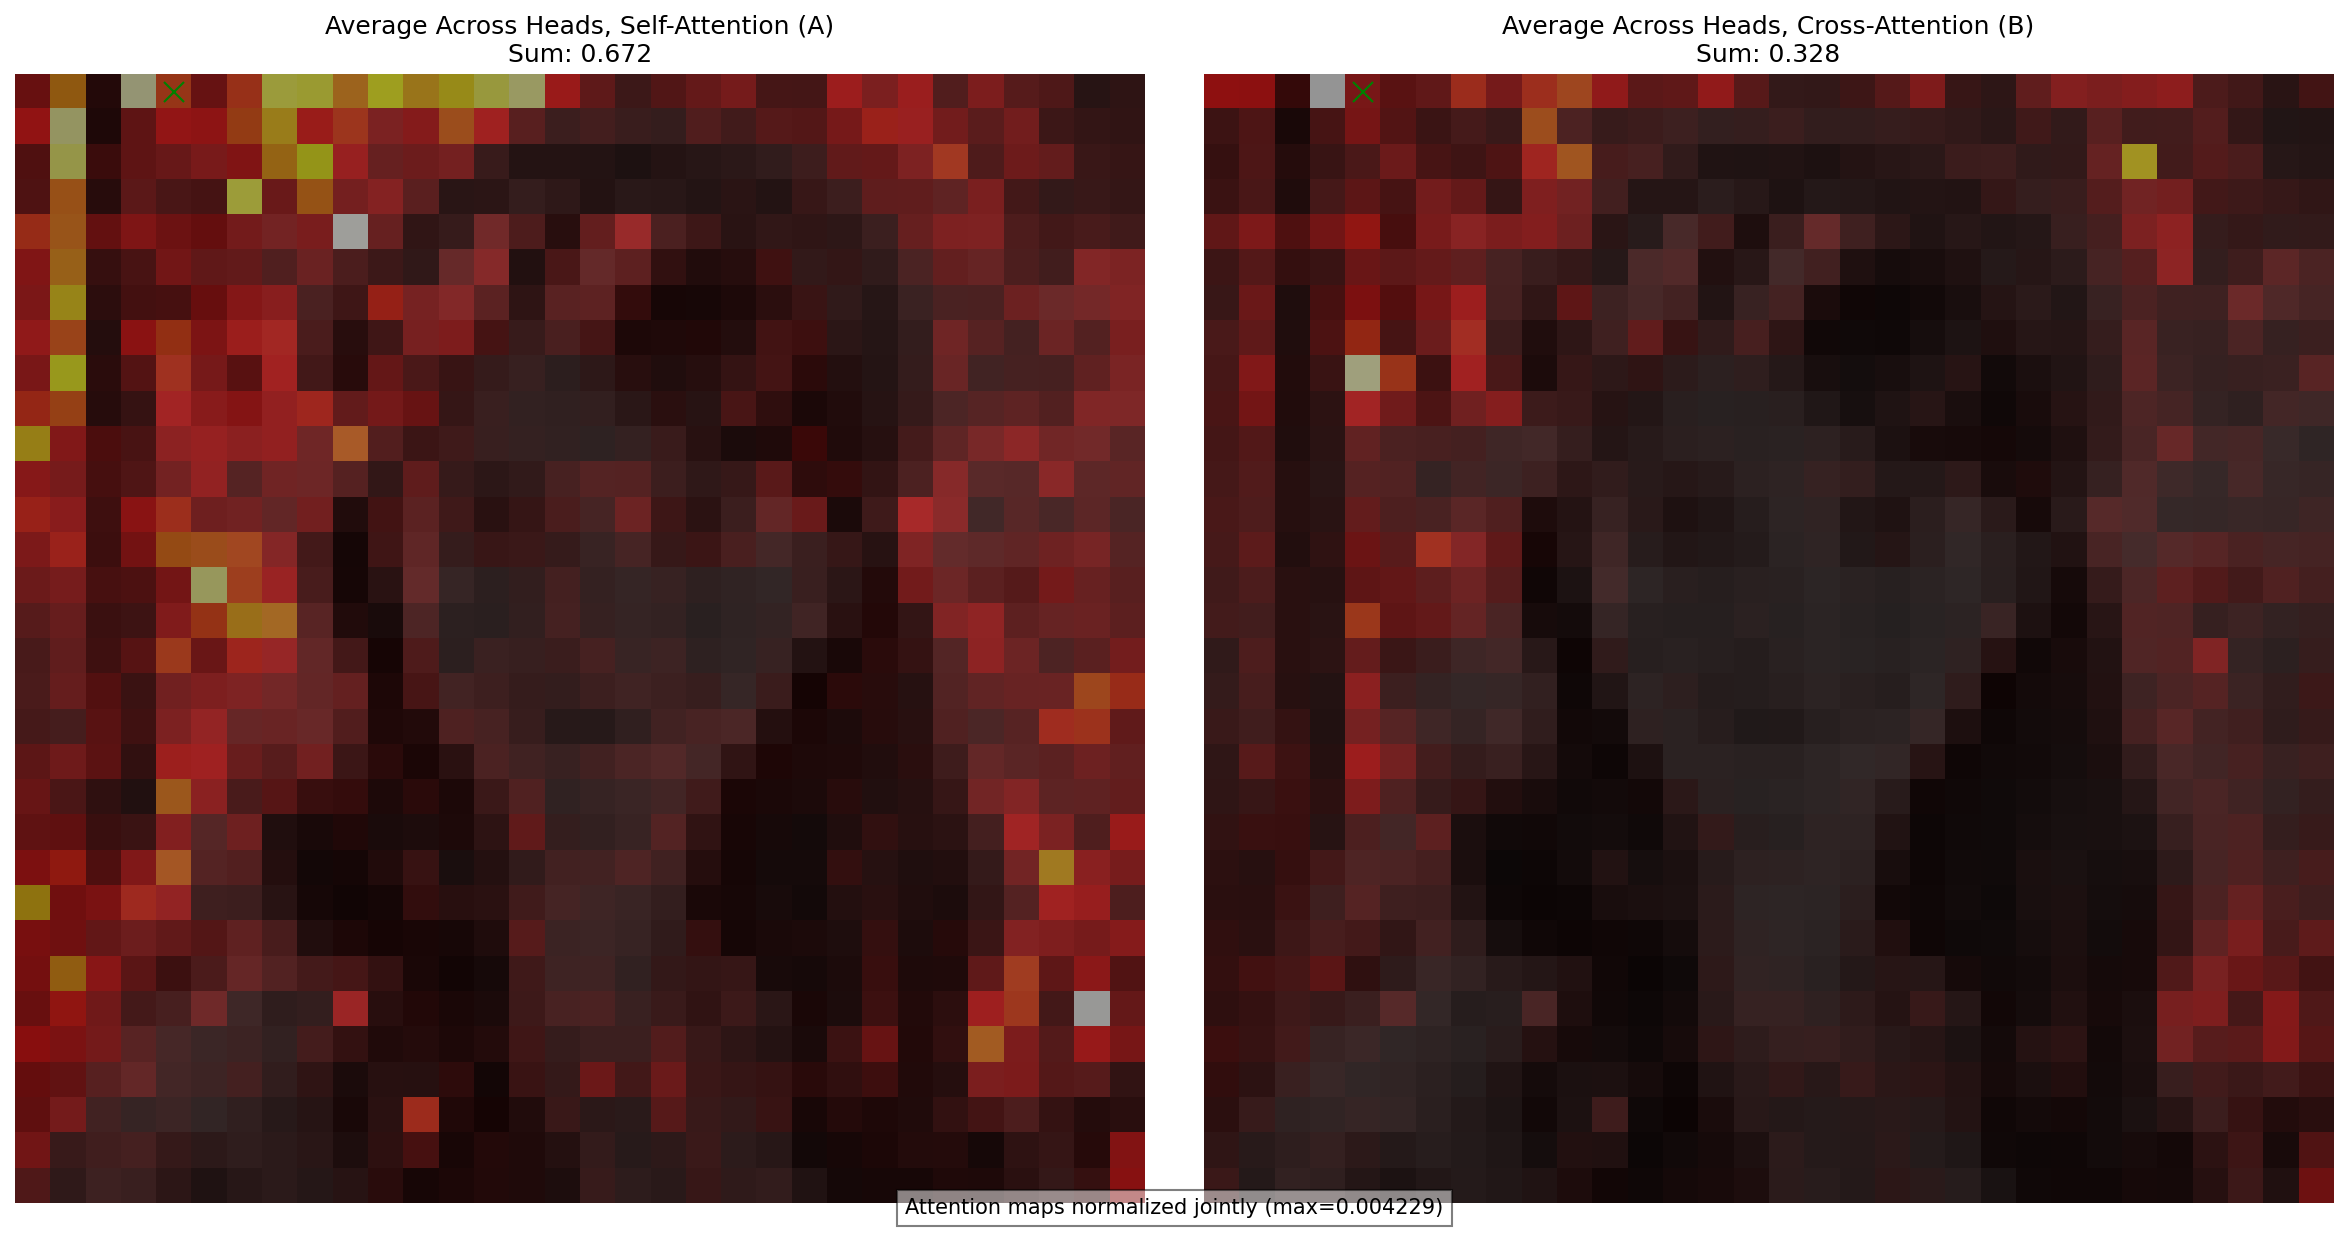 Average Across Heads, Self-Attention (A)
Sum: 0.672
Average Across Heads, Cross-Attention (B)
Sum: 0.328
Attention maps normalized jointly (max=0.004229)